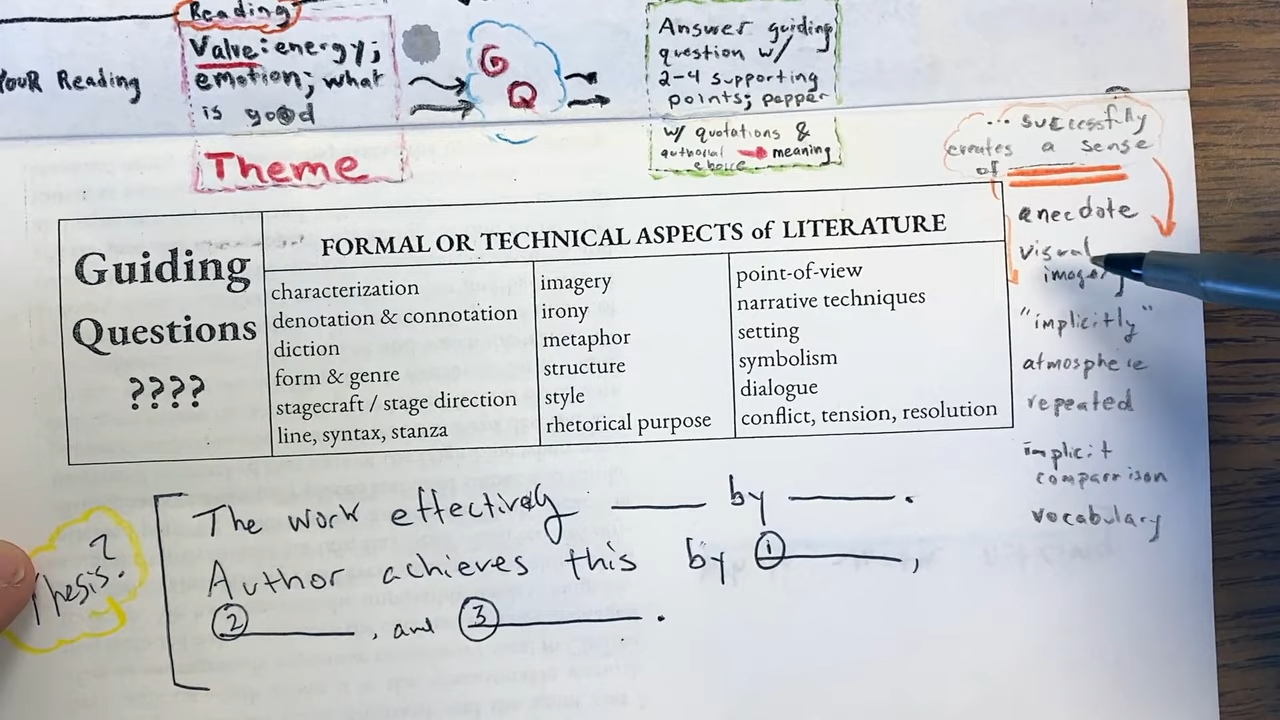 Reading
Value: energy;
emotion; what
is good
YouR Reading
G
Q
Answer guiding
question w/
2-4 supporting
points; pepper
w/ quotations &
authorial → meaning
choice
Theme
... successfully
creates a sense
of
Guiding
Questions
????
FORMAL OR TECHNICAL ASPECTS of LITERATURE
characterization
denotation & connotation
diction
form & genre
stagecraft / stage direction
line, syntax, stanza
imagery
irony
metaphor
structure
style
rhetorical purpose
point-of-view
narrative techniques
setting
symbolism
dialogue
conflict, tension, resolution
anecdote
visual
imagery
"implicitly"
atmosphere
repeated
implicit
comparison
vocabulary
Thesis?
The work effectively ____ by ____.
Author achieves this by ① ____,
② ____, and ③ ____.